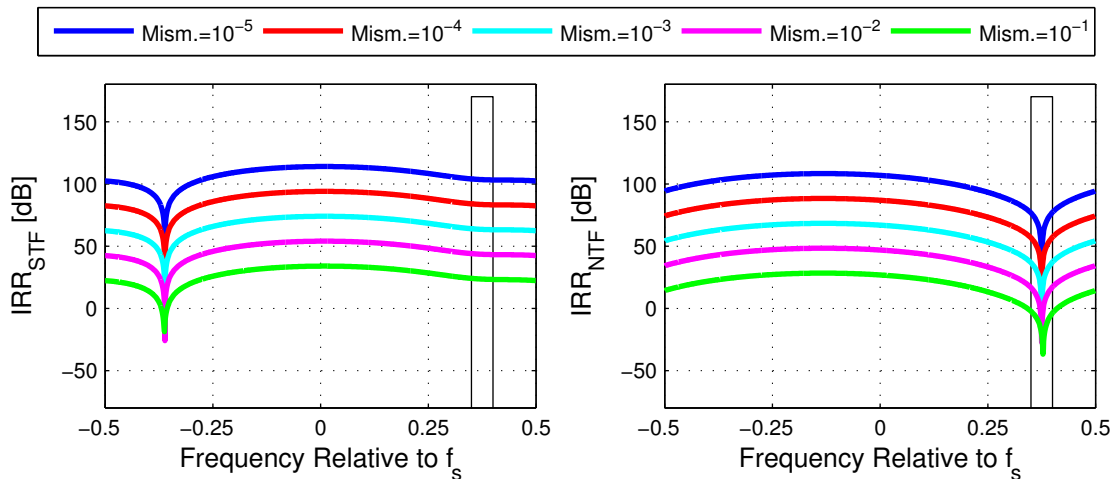 Mism.=10⁻⁵ Mism.=10⁻⁴ Mism.=10⁻³ Mism.=10⁻² Mism.=10⁻¹
IRR_STF [dB]
150
100
50
0
−50
−0.5 −0.25 0 0.25 0.5
Frequency Relative to f_s
IRR_NTF [dB]
150
100
50
0
−50
−0.5 −0.25 0 0.25 0.5
Frequency Relative to f_s